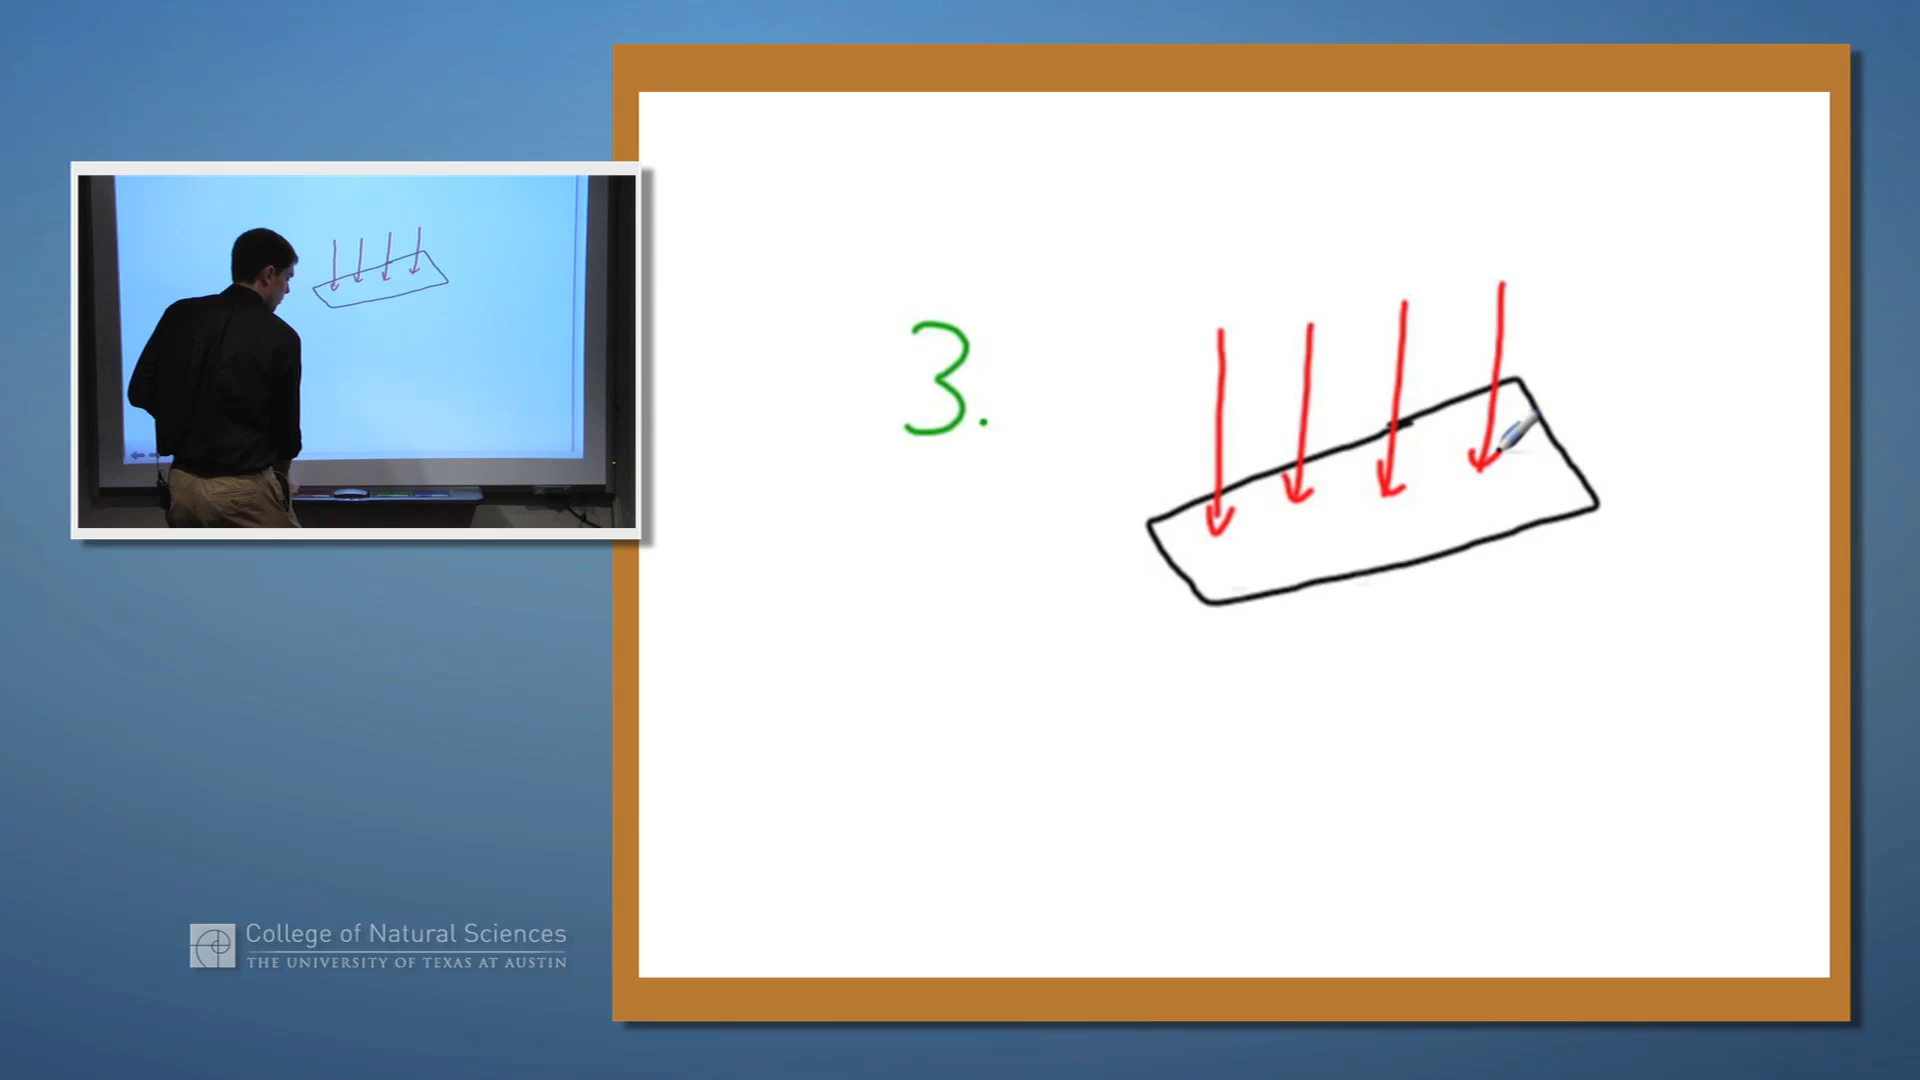 3.
College of Natural Sciences
THE UNIVERSITY OF TEXAS AT AUSTIN